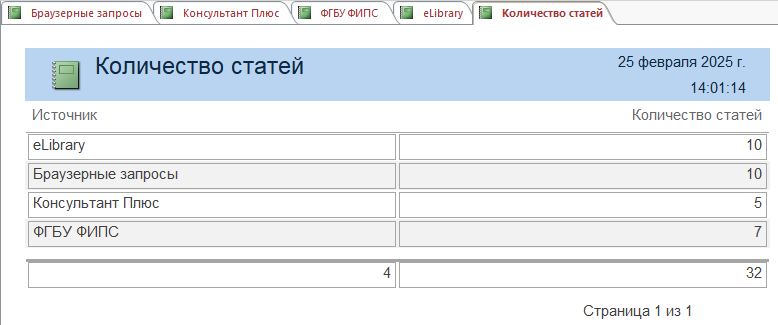 Браузерные запросы Консультант Плюс ФГБУ ФИПС eLibrary Количество статей
Количество статей 25 февраля 2025 г.
14:01:14
Источник Количество статей
eLibrary 10
Браузерные запросы 10
Консультант Плюс 5
ФГБУ ФИПС 7
4 32
Страница 1 из 1